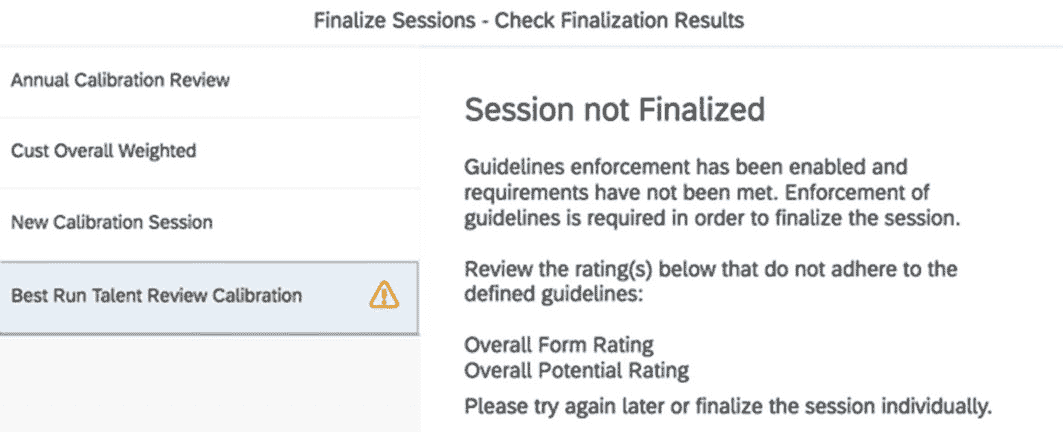 Finalize Sessions - Check Finalization Results
Annual Calibration Review
Cust Overall Weighted
New Calibration Session
Best Run Talent Review Calibration
Session not Finalized
Guidelines enforcement has been enabled and
requirements have not been met. Enforcement of
guidelines is required in order to finalize the session.
Review the rating(s) below that do not adhere to the
defined guidelines:
Overall Form Rating
Overall Potential Rating
Please try again later or finalize the session individually.